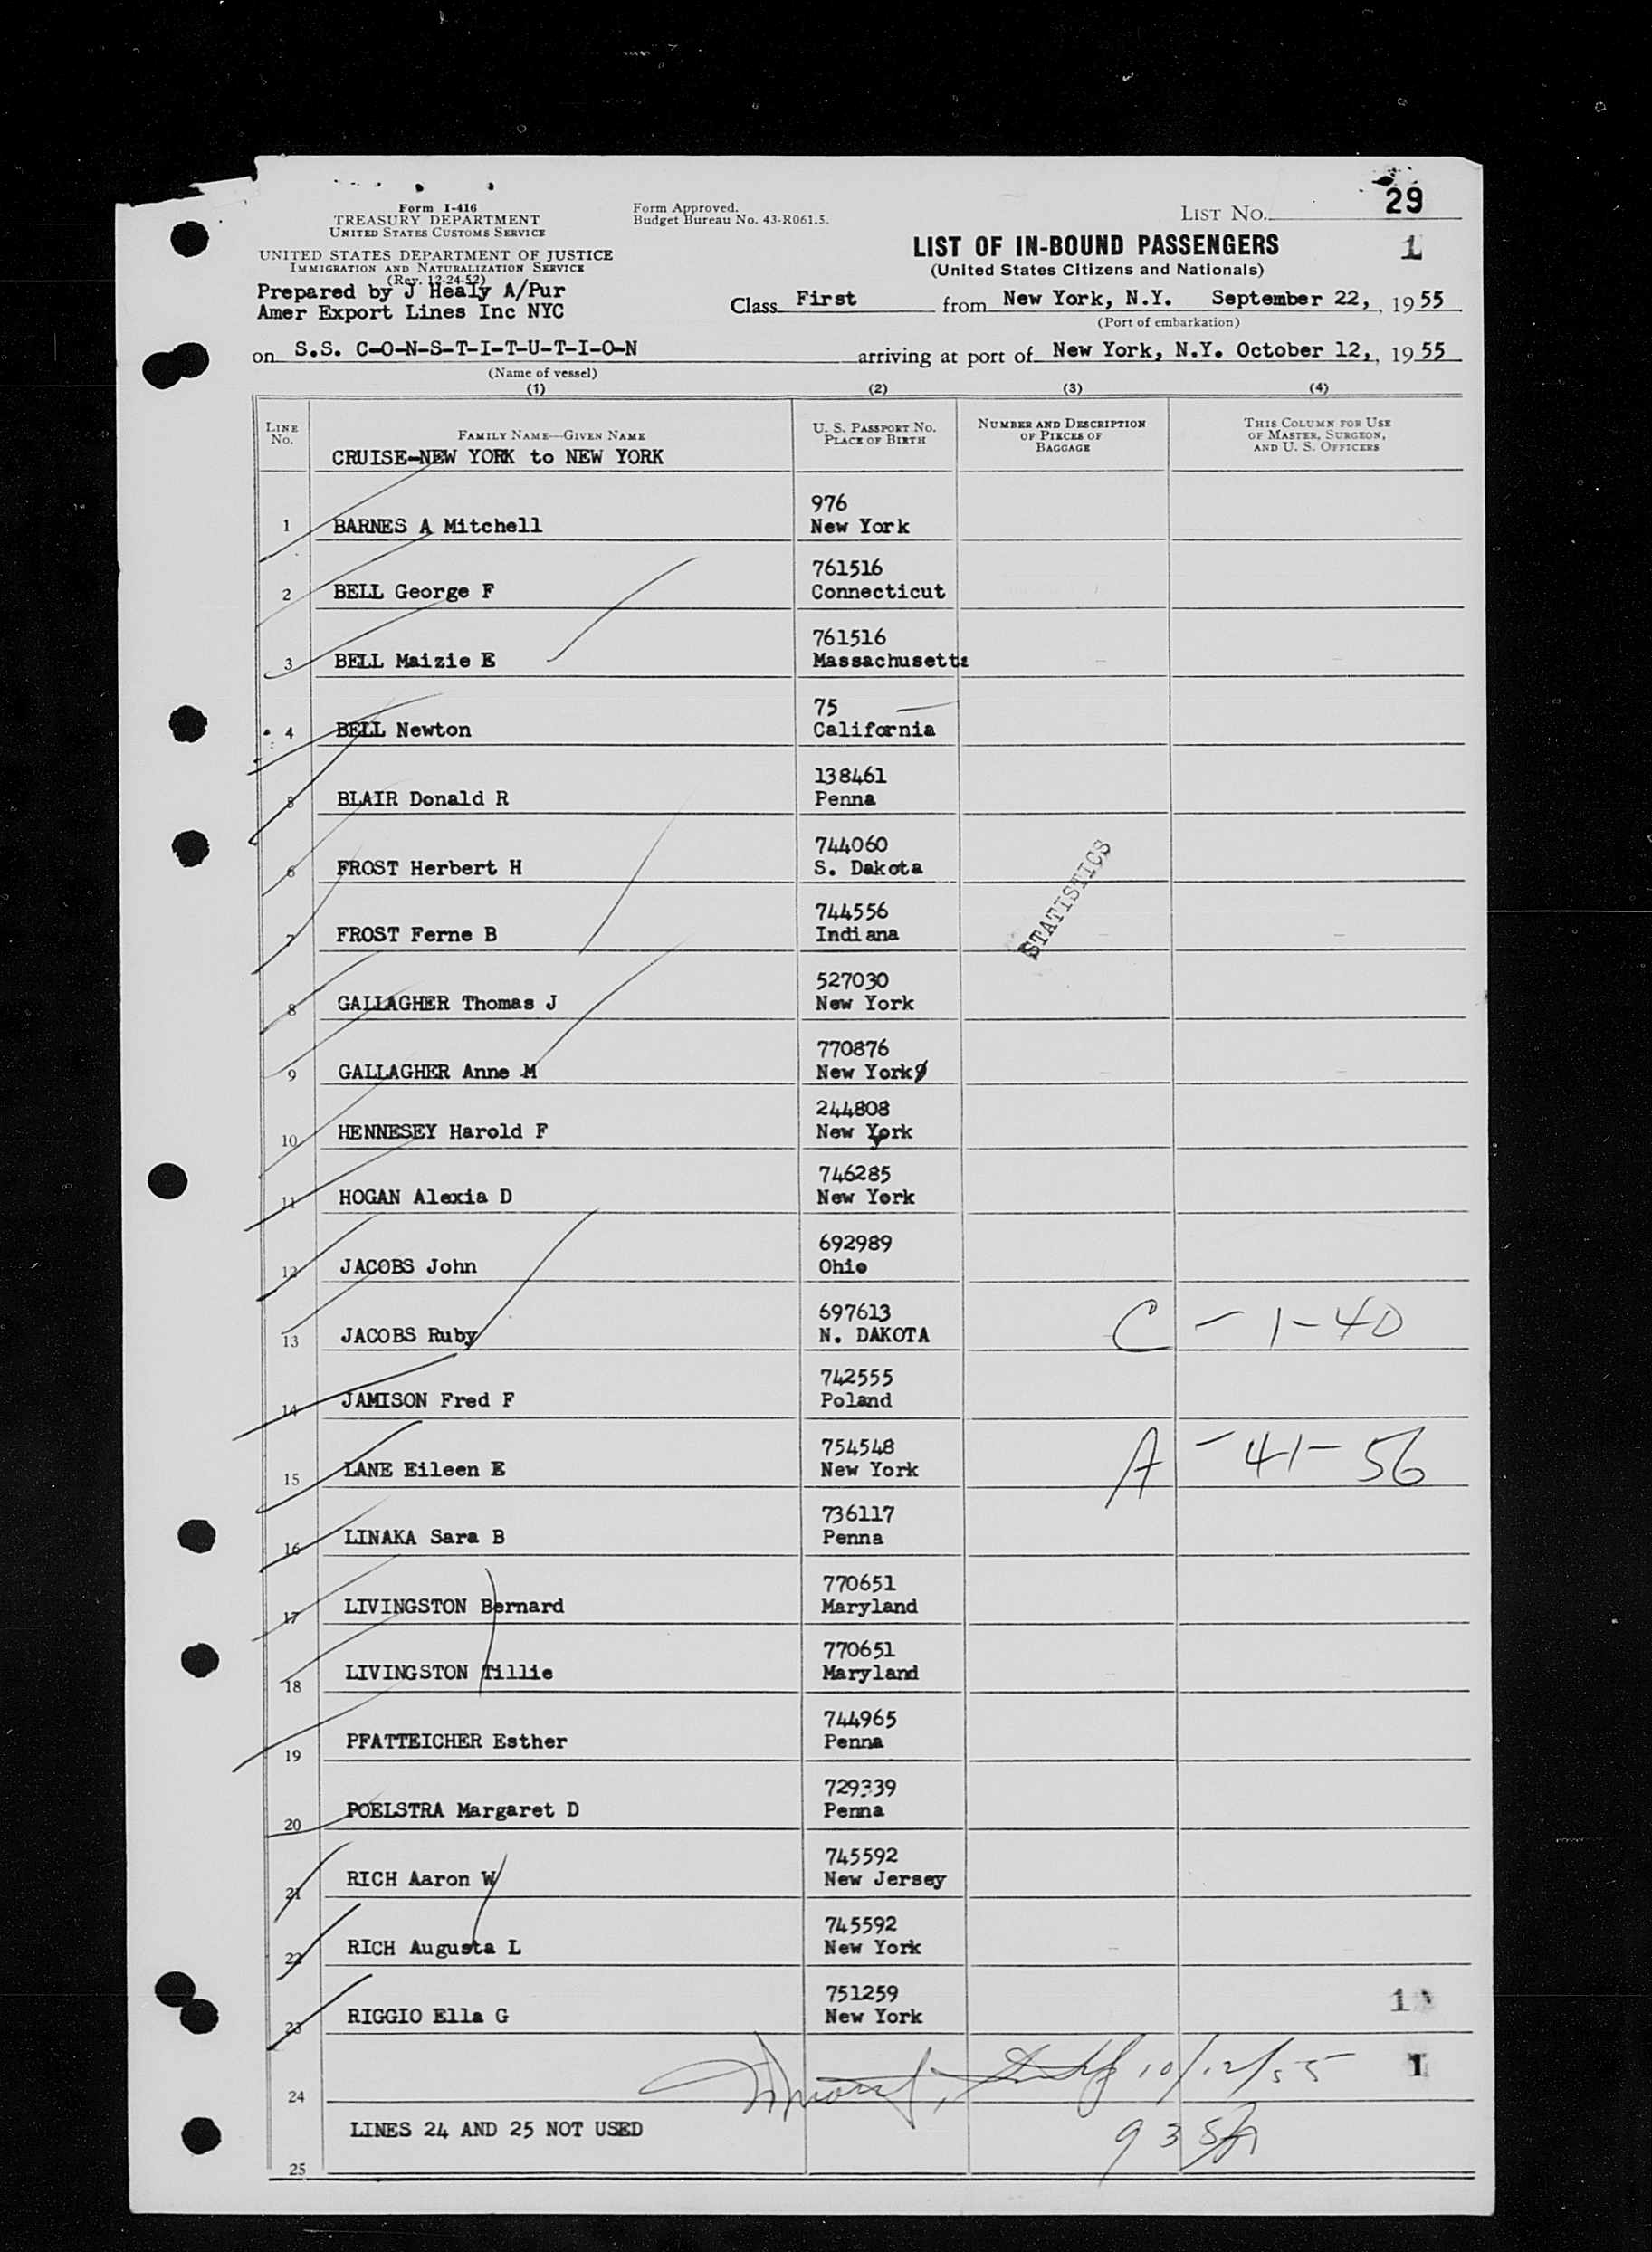 29
Form I-416
TREASURY DEPARTMENT
UNITED STATES CUSTOMS SERVICE
Form Approved.
Budget Bureau No. 43-R061.5.
LIST NO.
1
UNITED STATES DEPARTMENT OF JUSTICE
IMMIGRATION AND NATURALIZATION SERVICE
(Rev. 12-24-52)
LIST OF IN-BOUND PASSENGERS
(United States Citizens and Nationals)
Prepared by J Healy A/Pur
Amer Export Lines Inc NYC
Class First from New York, N.Y. September 22, , 1955
(Port of embarkation)
on S.S. C-O-N-S-T-I-T-U-T-I-O-N arriving at port of New York, N.Y. October 12, , 1955
(Name of vessel)
(1) (2) (3) (4)
LINE NO.
FAMILY NAME—GIVEN NAME
U. S. PASSPORT NO.
PLACE OF BIRTH
NUMBER AND DESCRIPTION
OF PIECES OF
BAGGAGE
THIS COLUMN FOR USE
OF MASTER, SURGEON,
AND U. S. OFFICERS
CRUISE-NEW YORK to NEW YORK
976
1 BARNES A Mitchell New York
761516
2 BELL George F Connecticut
761516
3 BELL Maizie E Massachusetts
75
4 BELL Newton California
138461
5 BLAIR Donald R Penna
744060
6 FROST Herbert H S. Dakota
STATISTICS
744556
7 FROST Ferne B Indiana
527030
8 GALLAGHER Thomas J New York
770876
9 GALLAGHER Anne M New York
244808
10 HENNESEY Harold F New York
746285
11 HOGAN Alexia D New York
692989
12 JACOBS John Ohio
697613
13 JACOBS Ruby N. DAKOTA C - 1-40
742555
14 JAMISON Fred F Poland
754548
15 LANE Eileen E New York A - 41-56
736117
16 LINAKA Sara B Penna
770651
17 LIVINGSTON Bernard Maryland
770651
18 LIVINGSTON Tillie Maryland
744965
19 PFATTEICHER Esther Penna
20 POELSTRA Margaret D Penna
745592
21 RICH Aaron W New Jersey
745592
22 RICH Augusta L New York
751259
23 RIGGIO Ella G New York
1
24 10/12/55
1
LINES 24 AND 25 NOT USED
25